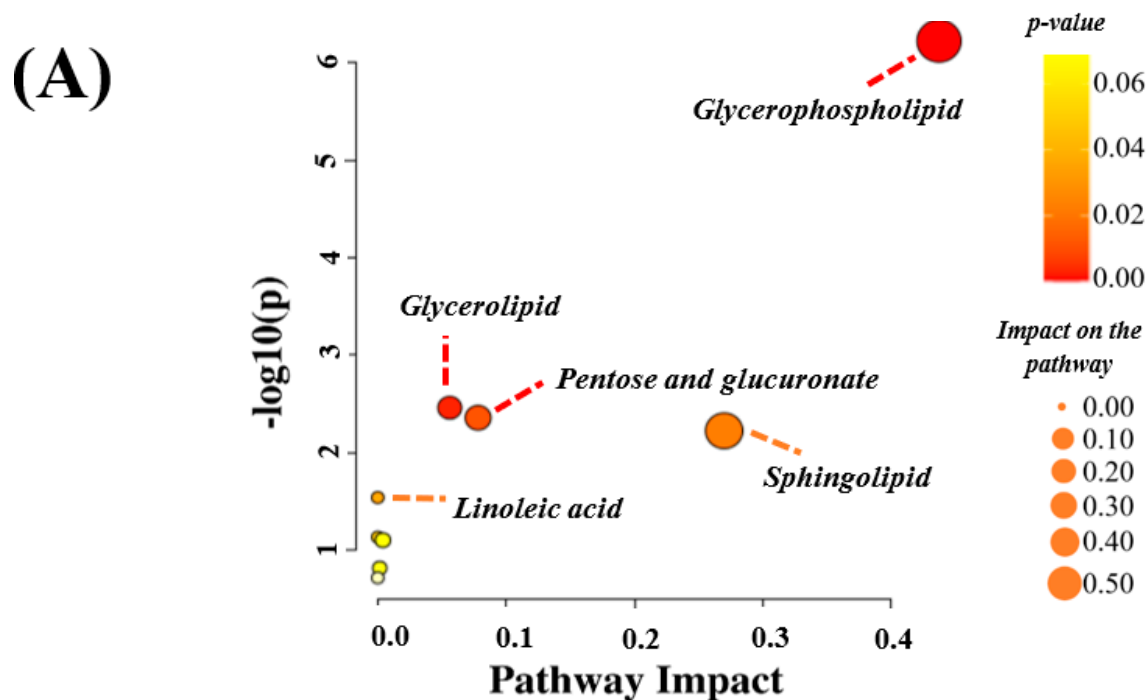 (A)
p-value
0.06
0.04
0.02
0.00
Impact on the
pathway
0.00
0.10
0.20
0.30
0.40
0.50
-log10(p)
6
5
4
3
2
1
Glycerophospholipid
Glycerolipid
Pentose and glucuronate
Sphingolipid
Linoleic acid
0.0 0.1 0.2 0.3 0.4
Pathway Impact